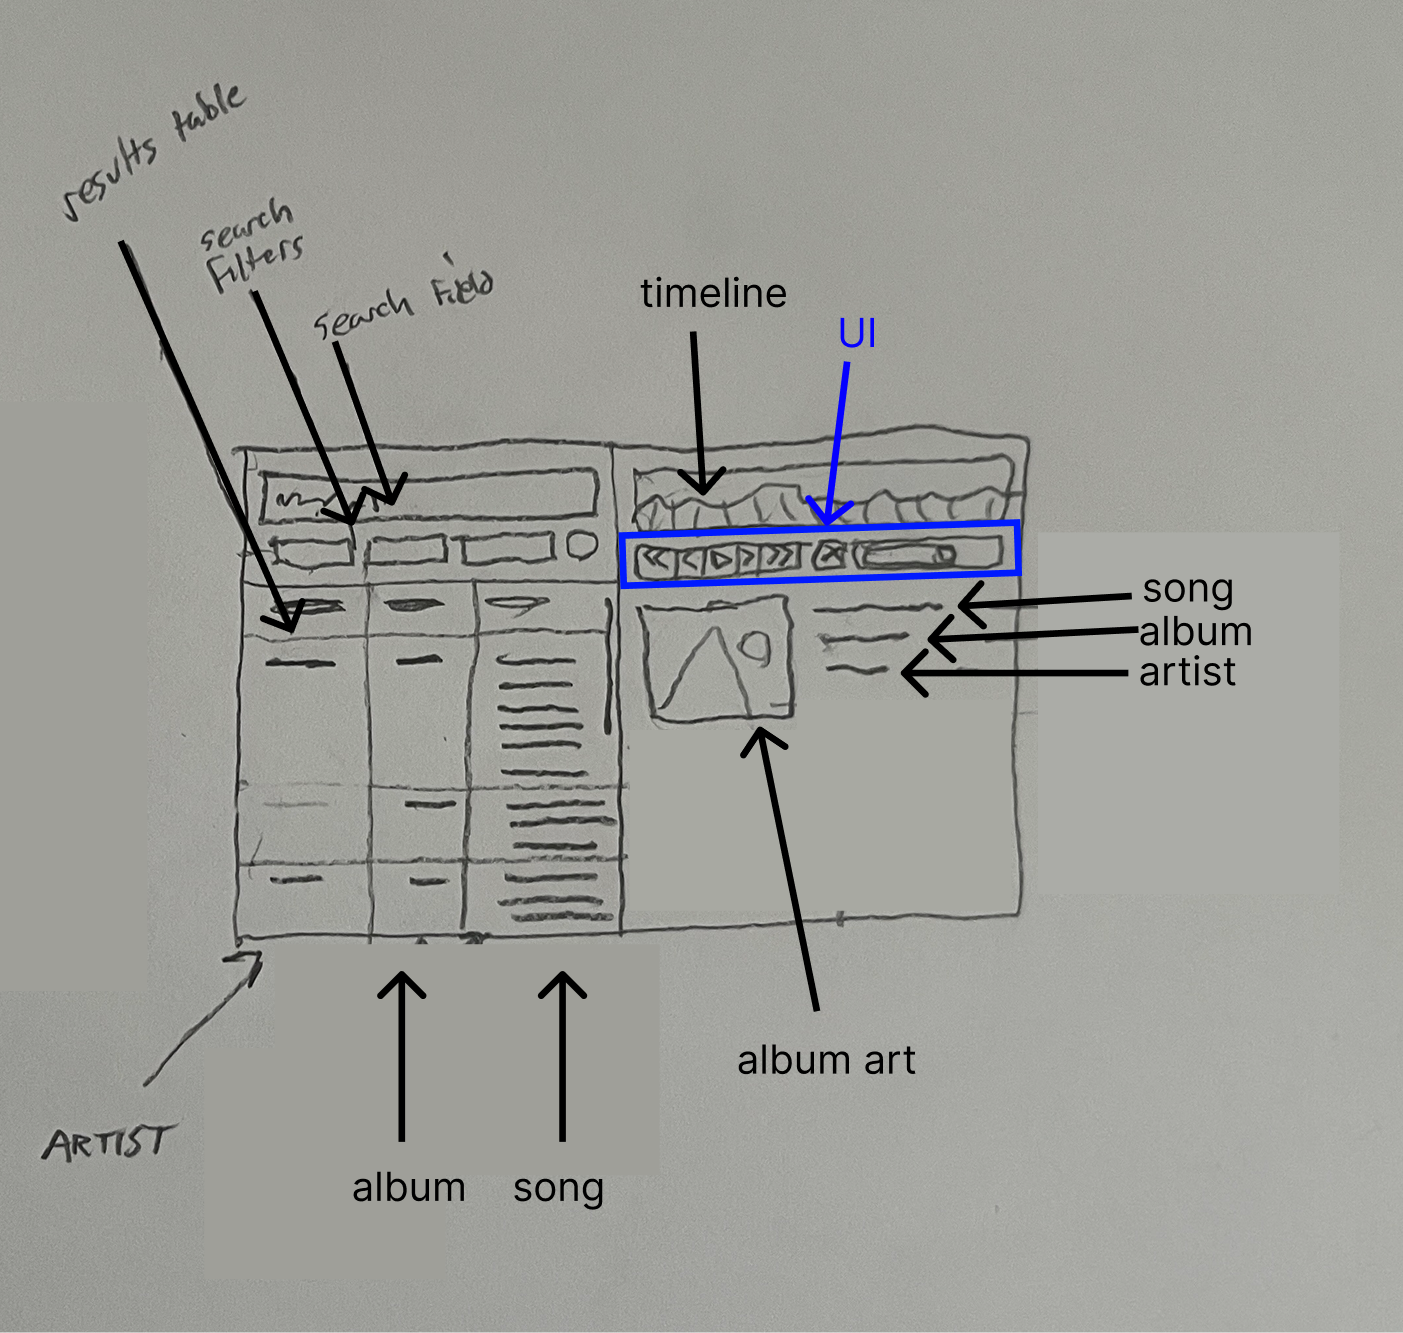 results table
search
Filters
search Field
timeline
UI
song
album
artist
album art
ARTIST
album
song